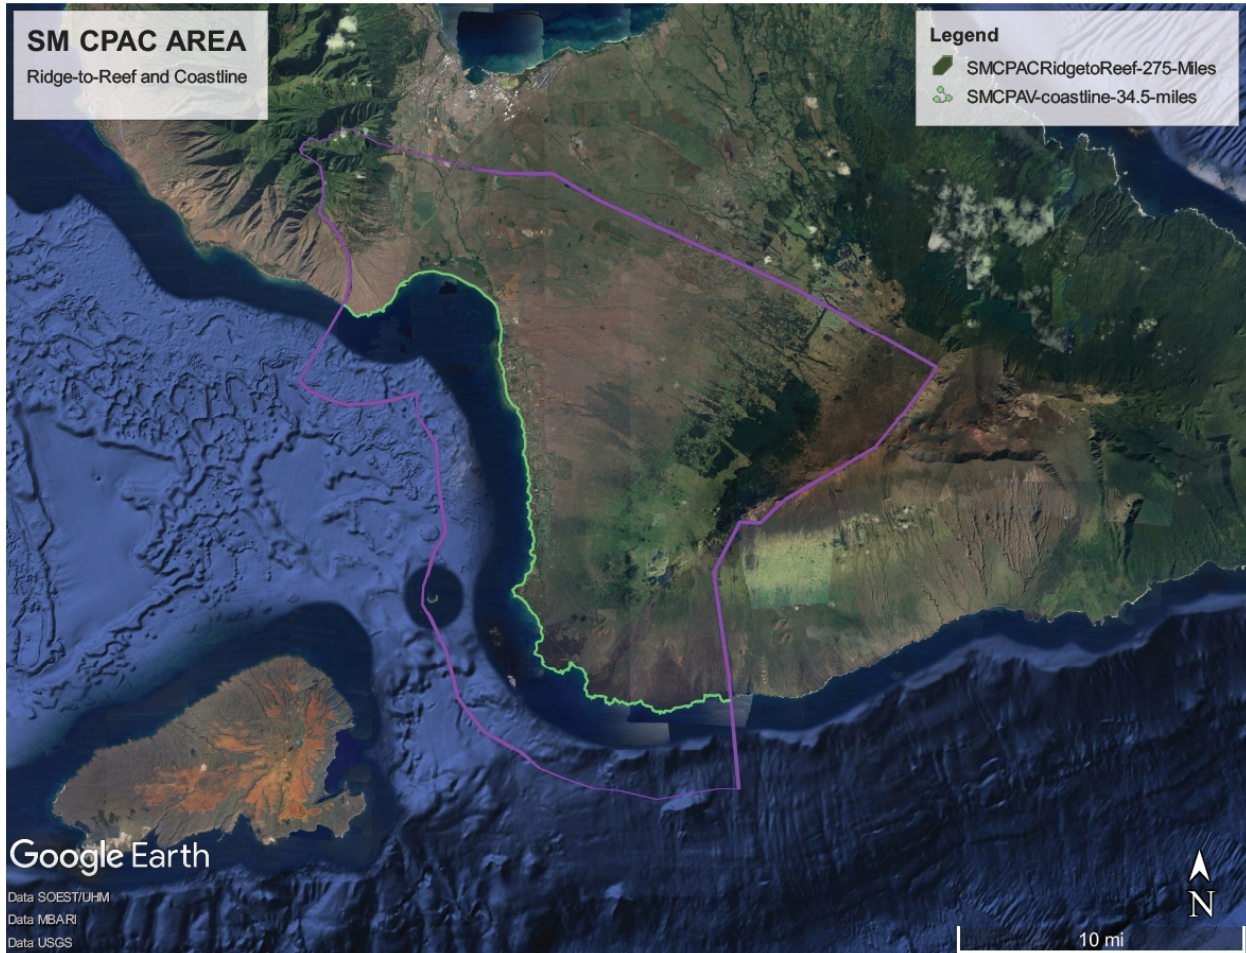 SM CPAC AREA
Ridge-to-Reef and Coastline
Legend
SMCPACRidgetoReef-275-Miles
SMCPAV-coastline-34.5-miles
Google Earth
Data SOEST/UHM
Data MBARI
Data USGS
N
10 mi